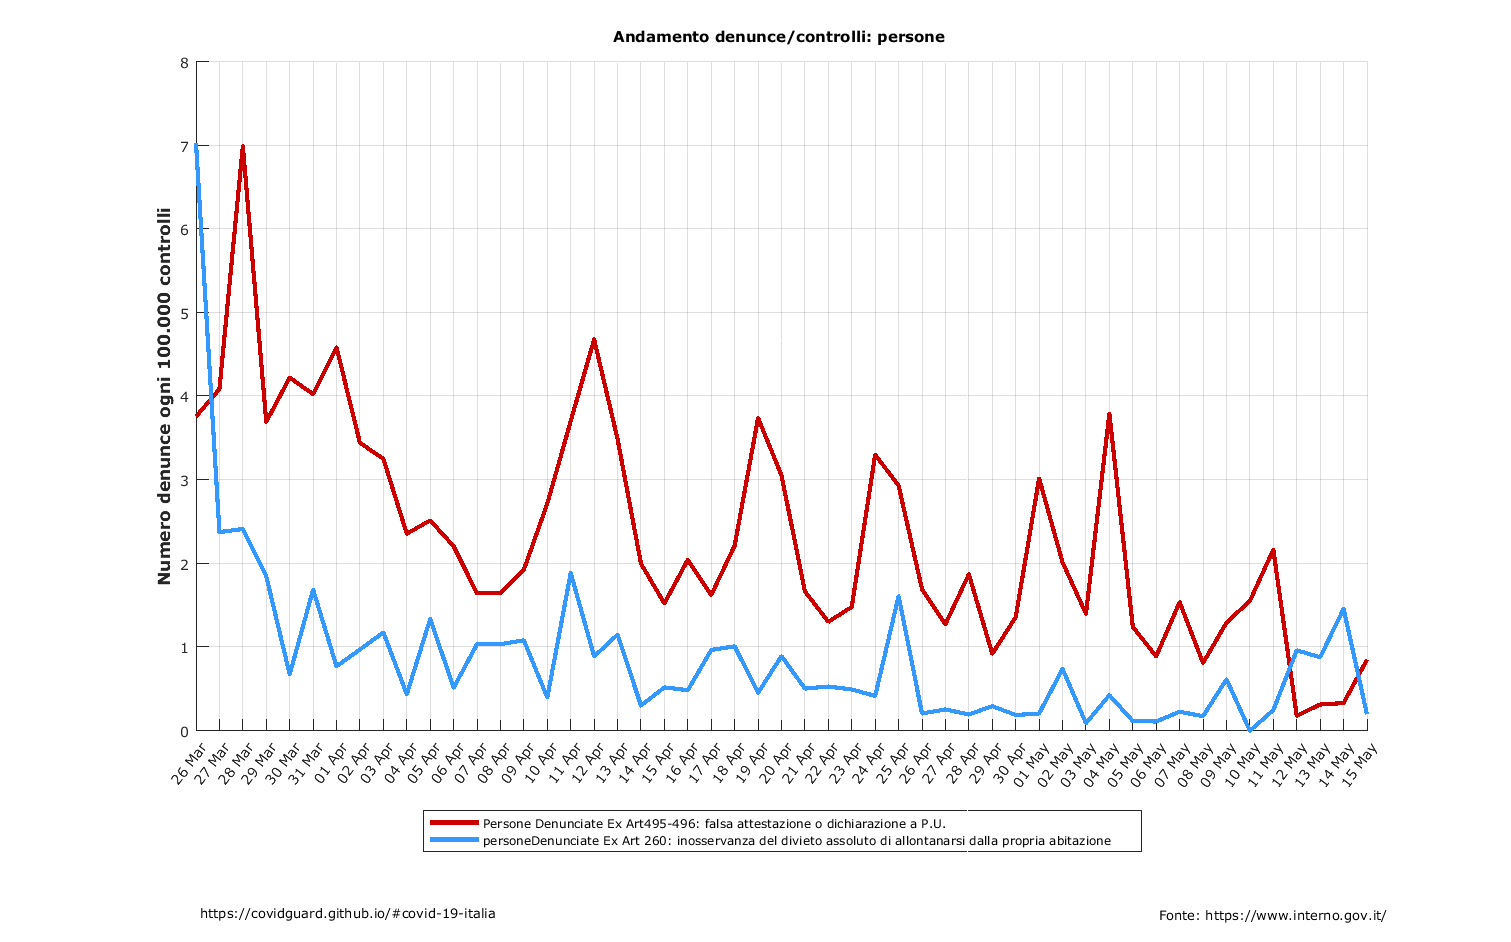 Andamento denunce/controlli: persone
Numero denunce ogni 100.000 controlli
8
7
6
5
4
3
2
1
0
26 Mar
27 Mar
28 Mar
29 Mar
30 Mar
31 Mar
01 Apr
02 Apr
03 Apr
04 Apr
05 Apr
06 Apr
07 Apr
08 Apr
09 Apr
10 Apr
11 Apr
12 Apr
13 Apr
14 Apr
15 Apr
16 Apr
17 Apr
18 Apr
19 Apr
20 Apr
21 Apr
22 Apr
23 Apr
24 Apr
25 Apr
26 Apr
27 Apr
28 Apr
29 Apr
30 Apr
01 May
02 May
03 May
04 May
05 May
06 May
07 May
08 May
09 May
10 May
11 May
12 May
13 May
14 May
15 May
Persone Denunciate Ex Art495-496: falsa attestazione o dichiarazione a P.U.
personeDenunciate Ex Art 260: inosservanza del divieto assoluto di allontanarsi dalla propria abitazione
https://covidguard.github.io/#covid-19-italia
Fonte: https://www.interno.gov.it/